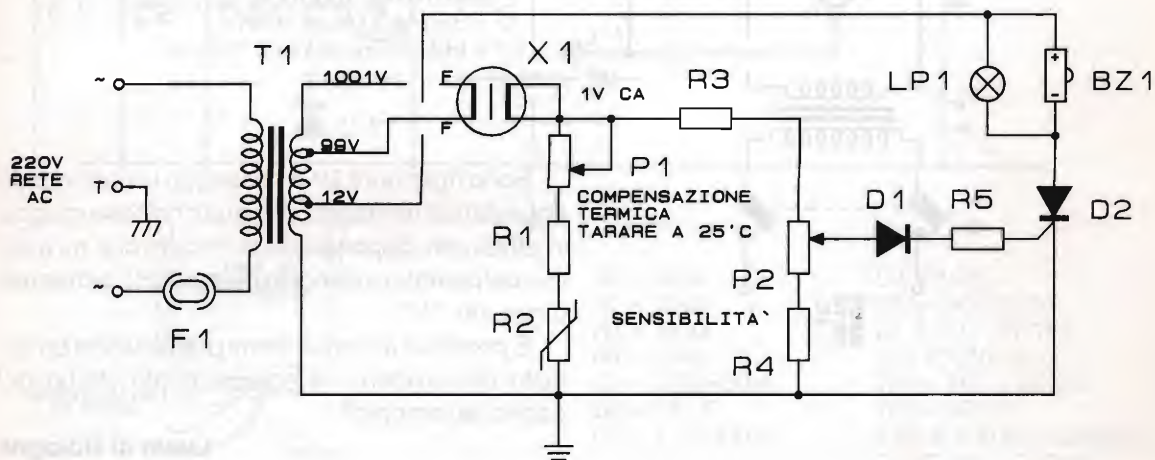 T1
X1
R3
LP1
BZ1
~
1001V
F
1V CA
F
99V
220V
RETE
AC
T
12V
P1
COMPENSAZIONE
TERMICA
TARARE A 25°C
D1
R5
D2
R1
P2
~
F1
R2
SENSIBILITA`
R4
+
-